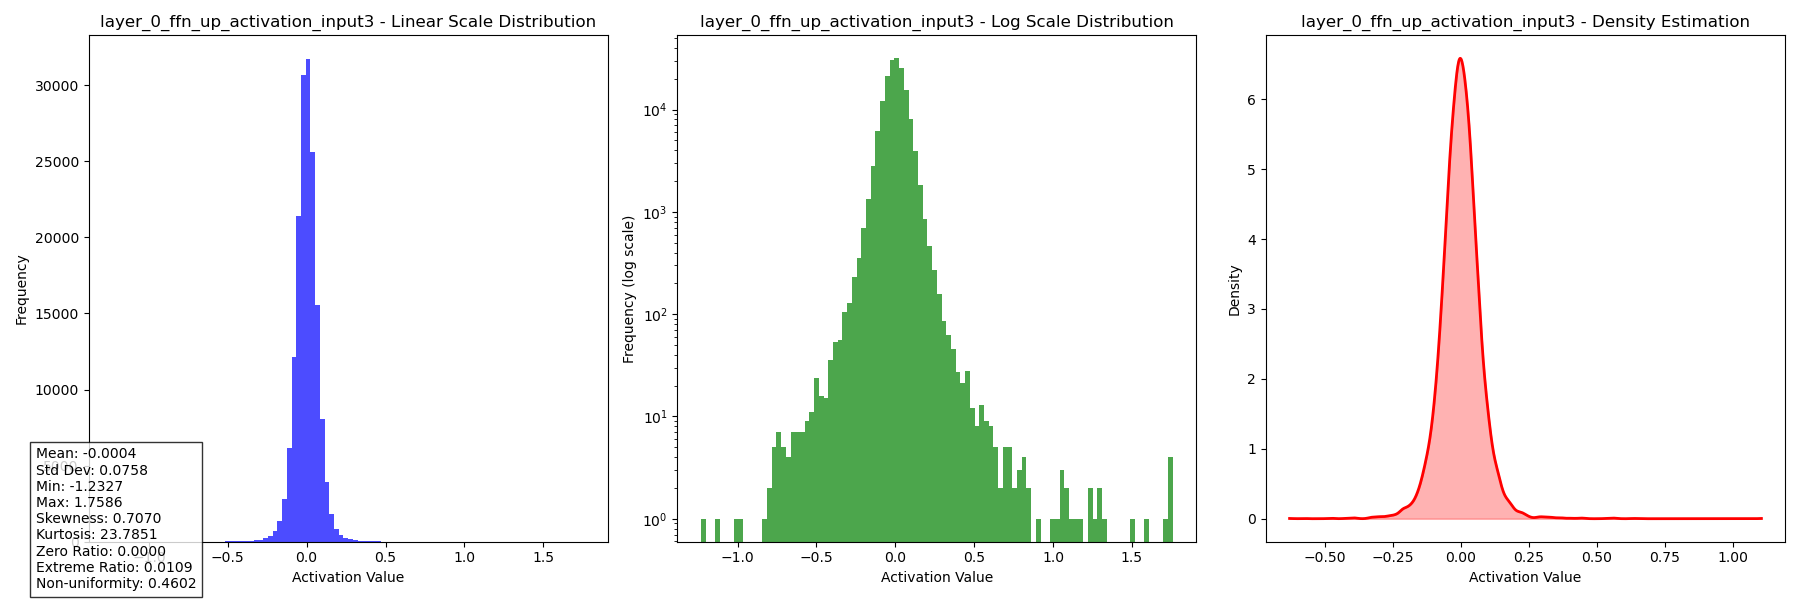 layer_0_ffn_up_activation_input3 - Linear Scale Distribution
Frequency
30000
25000
20000
15000
10000
−0.5
0.0
0.5
1.0
1.5
Activation Value
Mean: -0.0004
Std Dev: 0.0758
Min: -1.2327
Max: 1.7586
Skewness: 0.7070
Kurtosis: 23.7851
Zero Ratio: 0.0000
Extreme Ratio: 0.0109
Non-uniformity: 0.4602
layer_0_ffn_up_activation_input3 - Log Scale Distribution
Frequency (log scale)
10⁴
10³
10²
10¹
10⁰
−1.0
−0.5
0.0
0.5
1.0
1.5
Activation Value
layer_0_ffn_up_activation_input3 - Density Estimation
Density
6
5
4
3
2
1
0
−0.50
−0.25
0.00
0.25
0.50
0.75
1.00
Activation Value